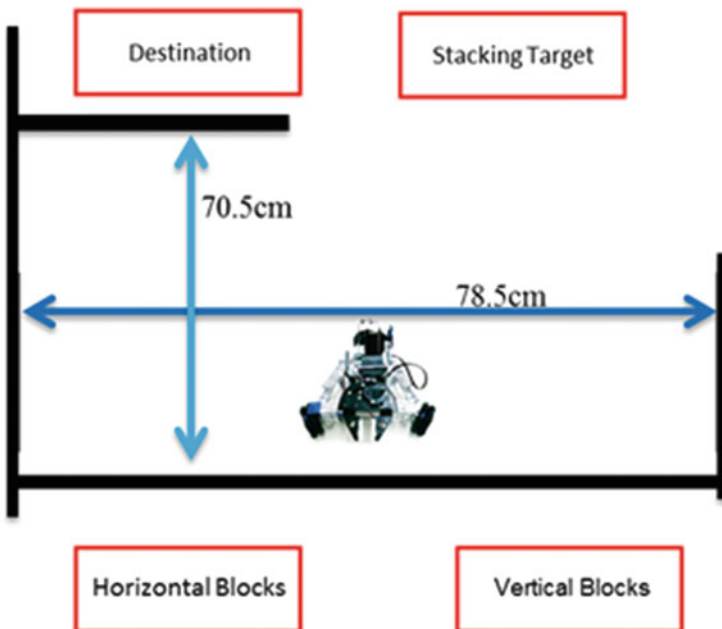 Destination
Stacking Target
70.5cm
78.5cm
Horizontal Blocks
Vertical Blocks